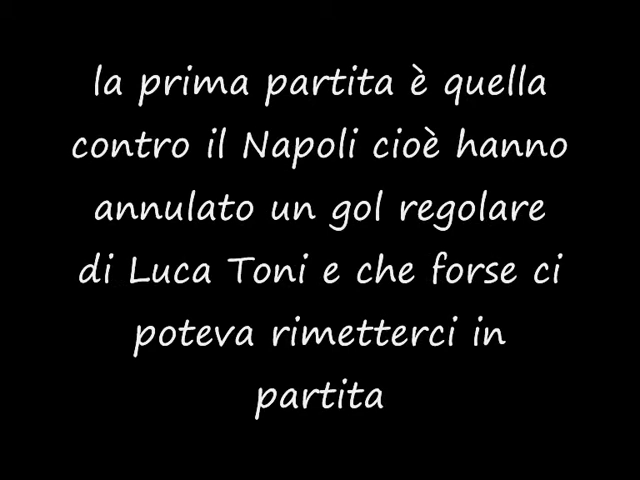 la prima partita è quella
contro il Napoli cioè hanno
annulato un gol regolare
di Luca Toni e che forse ci
poteva rimetterci in
partita